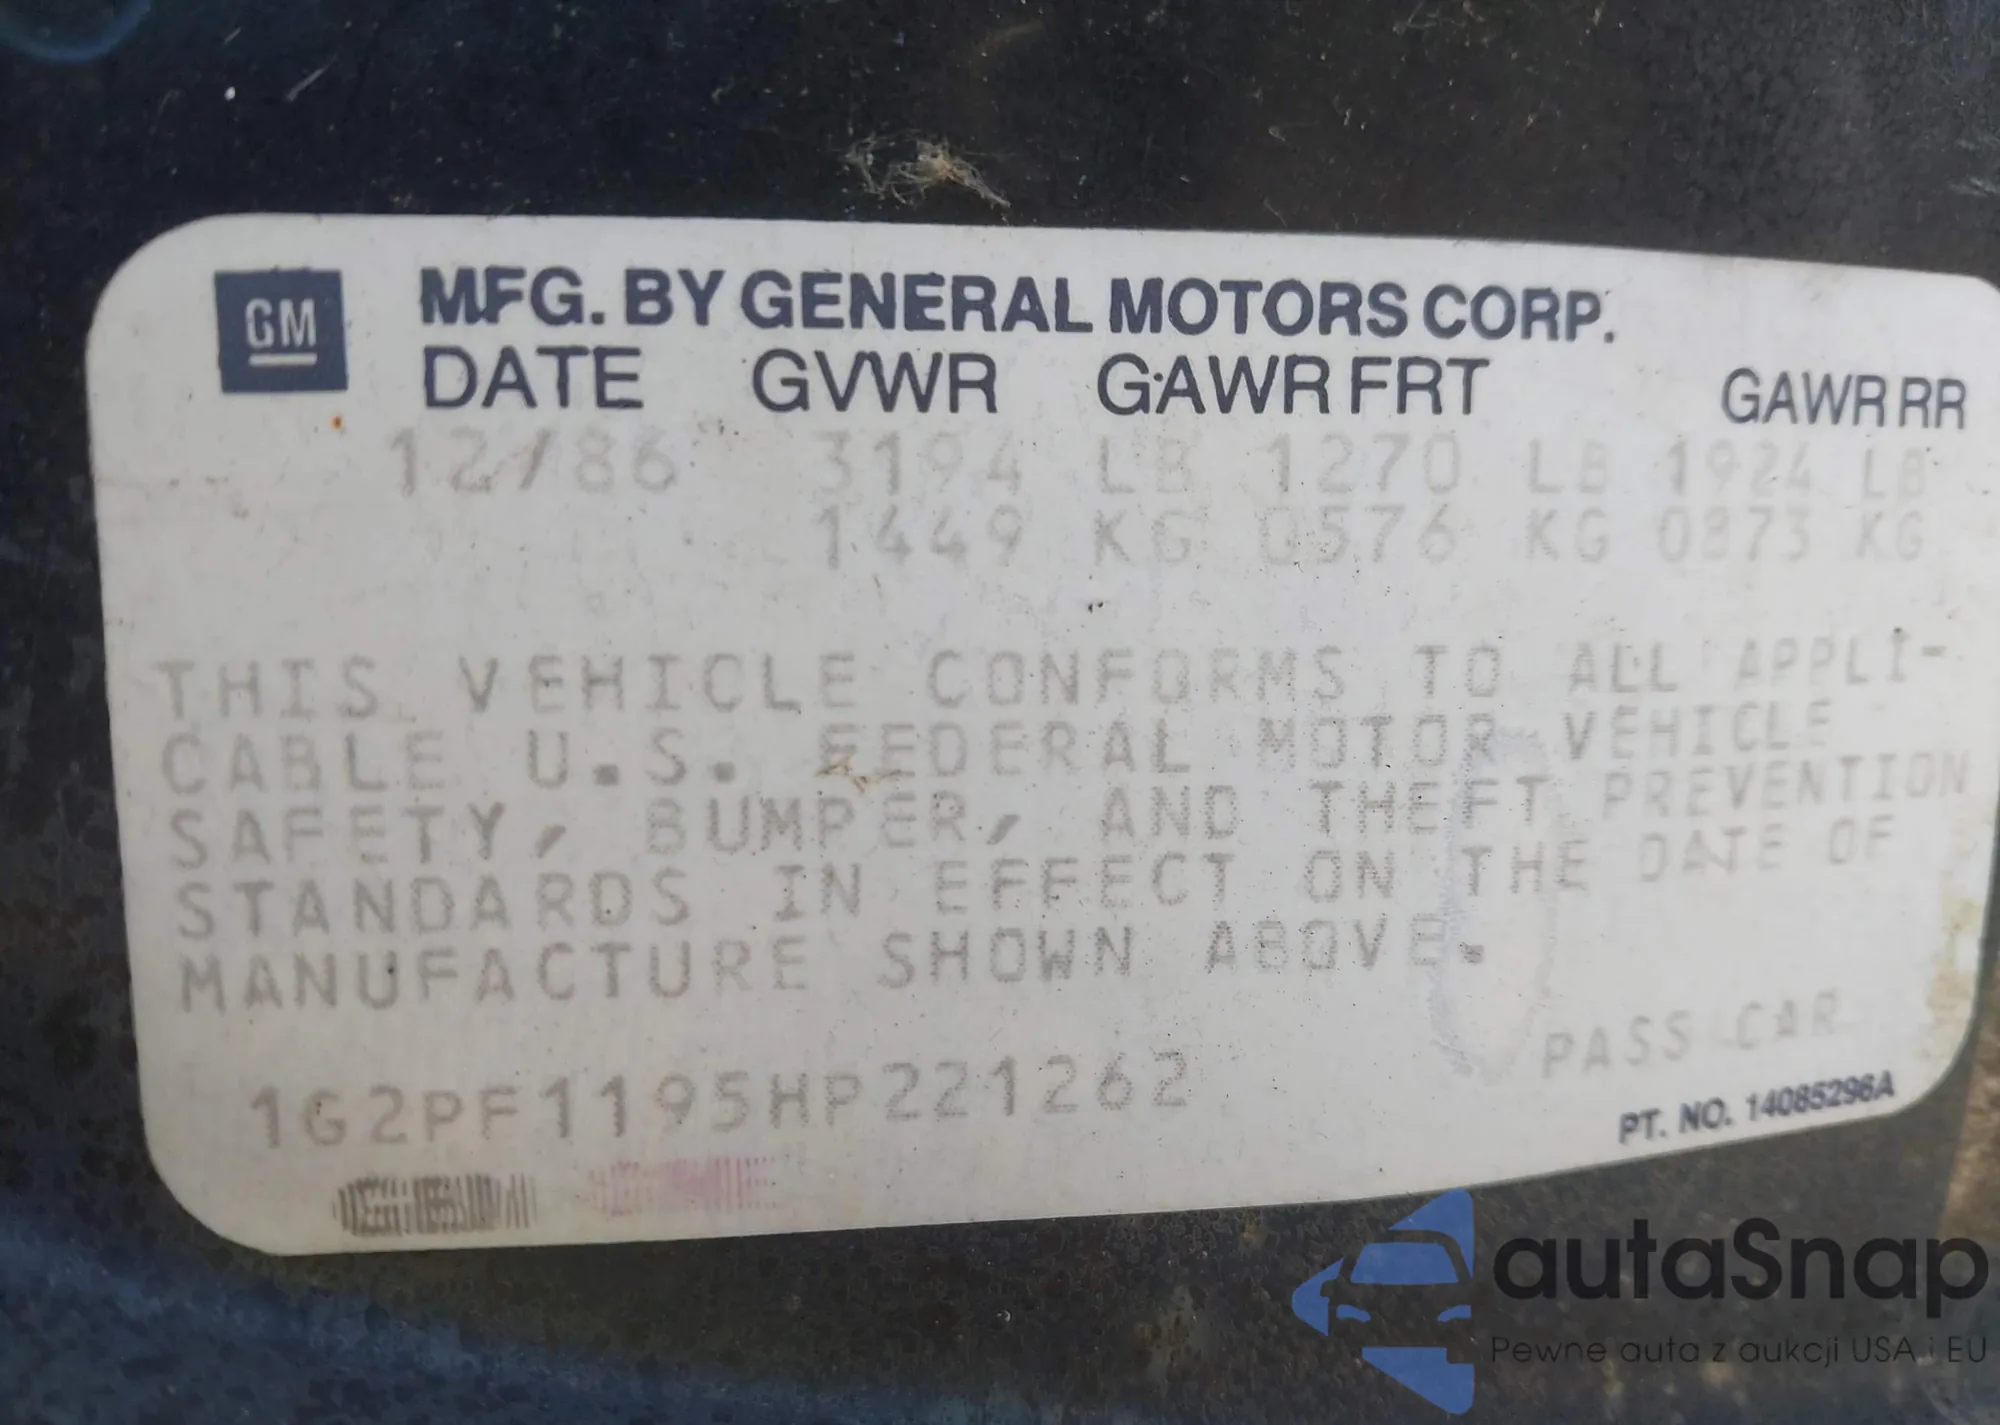 GM MFG. BY GENERAL MOTORS CORP.
DATE GVWR GAWR FRT GAWR RR
12/86 3194 LB 1270 LB 1924 LB
1449 KG 0576 KG 0873 KG
THIS VEHICLE CONFORMS TO ALL APPLI-
CABLE U.S. FEDERAL MOTOR VEHICLE
SAFETY, BUMPER, AND THEFT PREVENTION
STANDARDS IN EFFECT ON THE DATE OF
MANUFACTURE SHOWN ABOVE.
PASS CAR
1G2PF1195HP221262
PT. NO. 14085296A
autaSnap
Pewne auta z aukcji USA i EU